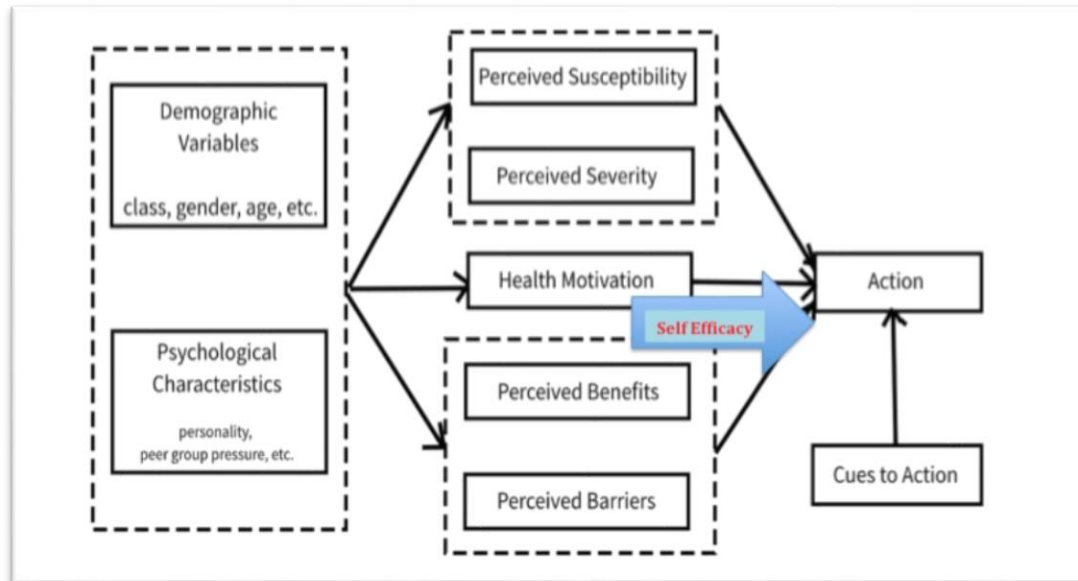 Demographic
Variables
class, gender, age, etc.
Psychological
Characteristics
personality,
peer group pressure, etc.
Perceived Susceptibility
Perceived Severity
Health Motivation
Self Efficacy
Perceived Benefits
Perceived Barriers
Action
Cues to Action